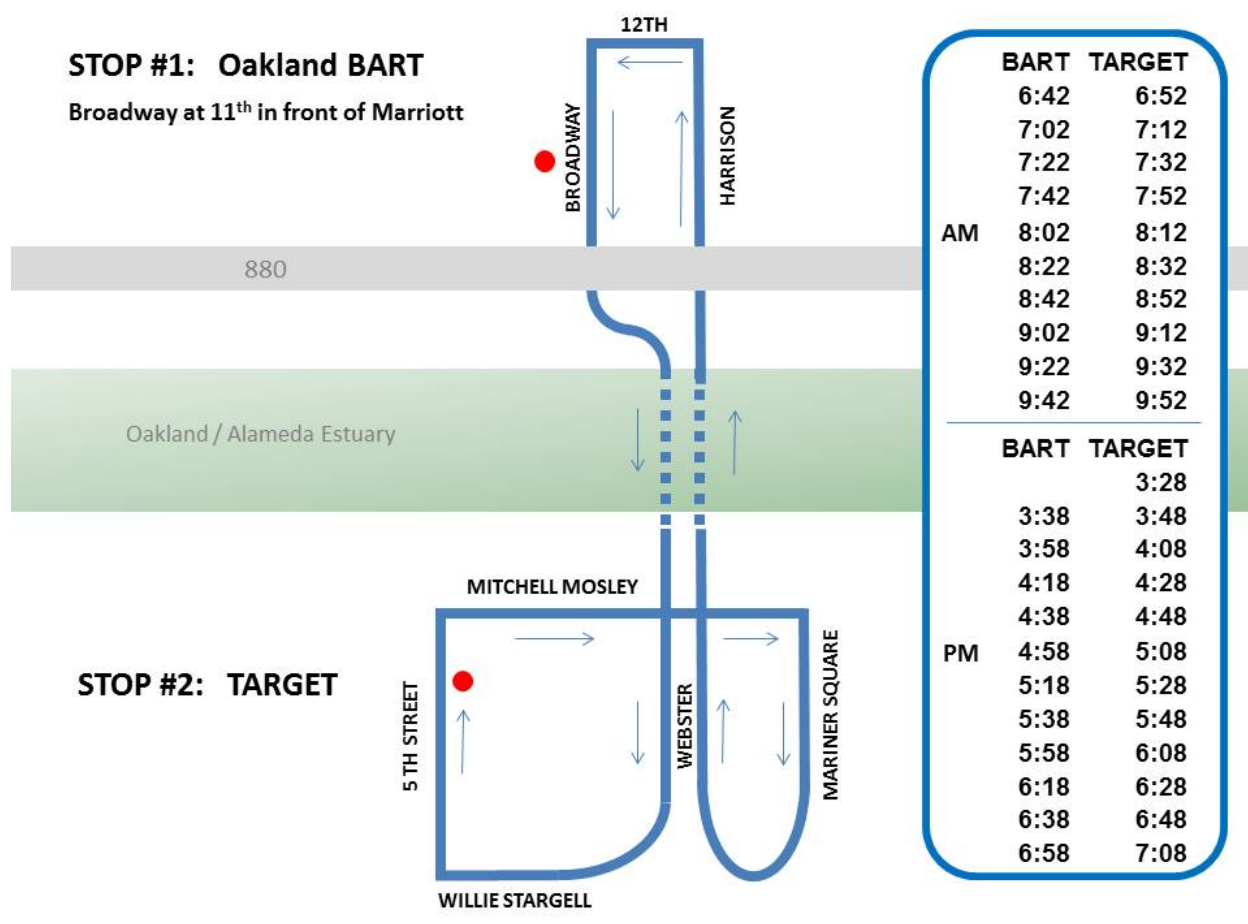 12TH
STOP #1: Oakland BART
Broadway at 11th in front of Marriott
BROADWAY
HARRISON
880
Oakland / Alameda Estuary
MITCHELL MOSLEY
STOP #2: TARGET
5 TH STREET
WEBSTER
MARINER SQUARE
WILLIE STARGELL
BART TARGET
6:42 6:52
7:02 7:12
7:22 7:32
7:42 7:52
AM 8:02 8:12
8:22 8:32
8:42 8:52
9:02 9:12
9:22 9:32
9:42 9:52
BART TARGET
3:28
3:38 3:48
3:58 4:08
4:18 4:28
4:38 4:48
PM 4:58 5:08
5:18 5:28
5:38 5:48
5:58 6:08
6:18 6:28
6:38 6:48
6:58 7:08